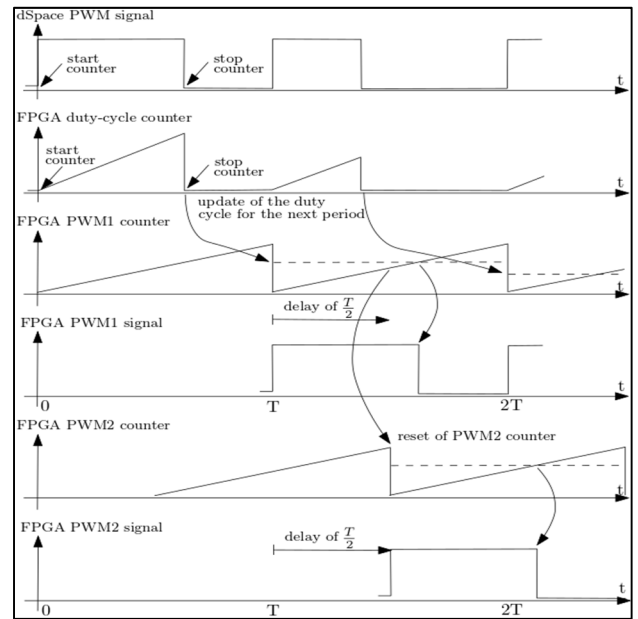 dSpace PWM signal
start
counter
stop
counter
t
FPGA duty-cycle counter
start
counter
stop
counter
t
update of the duty
cycle for the next period
FPGA PWM1 counter
t
delay of T/2
FPGA PWM1 signal
t
0
T
2T
FPGA PWM2 counter
reset of PWM2 counter
t
FPGA PWM2 signal
delay of T/2
t
0
T
2T